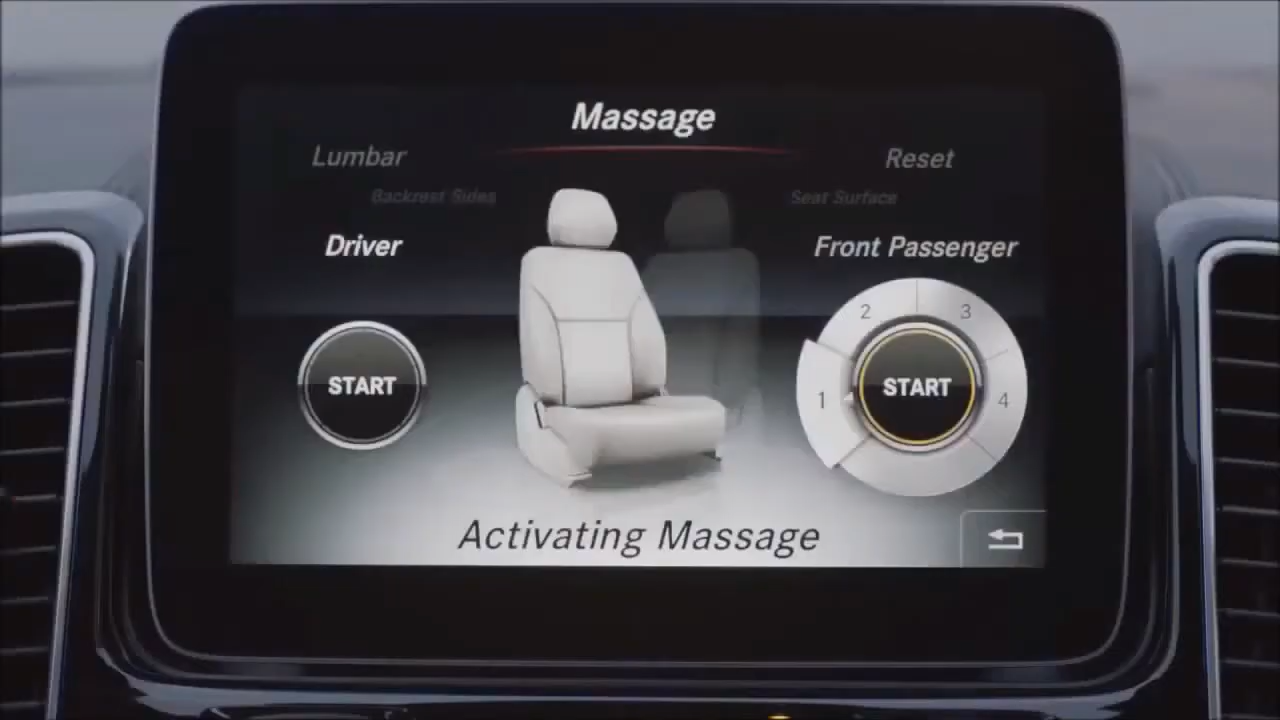 Massage
Lumbar
Reset
Backrest Sides
Seat Surface
Driver
Front Passenger
2
3
START
START
1
4
Activating Massage